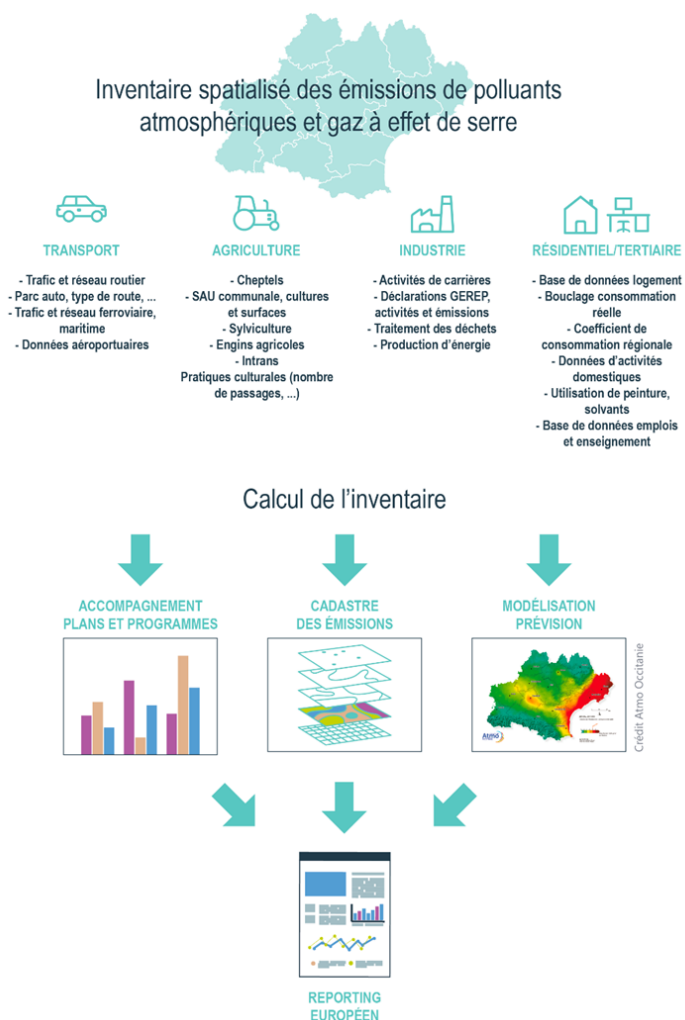 Inventaire spatialisé des émissions de polluants
atmosphériques et gaz à effet de serre
TRANSPORT
- Trafic et réseau routier
- Parc auto, type de route, ...
- Trafic et réseau ferroviaire,
maritime
- Données aéroportuaires
AGRICULTURE
- Cheptels
- SAU communale, cultures
et surfaces
- Sylviculture
- Engins agricoles
- Intrans
Pratiques culturales (nombre
de passages, ...)
INDUSTRIE
- Activités de carrières
- Déclarations GEREP,
activités et émissions
- Traitement des déchets
- Production d’énergie
RÉSIDENTIEL/TERTIAIRE
- Base de données logement
- Bouclage consommation
réelle
- Coefficient de
consommation régionale
- Données d’activités
domestiques
- Utilisation de peinture,
solvants
- Base de données emplois
et enseignement
Calcul de l’inventaire
ACCOMPAGNEMENT
PLANS ET PROGRAMMES
CADASTRE
DES ÉMISSIONS
MODÉLISATION
PRÉVISION
Atmo
Crédit Atmo Occitanie
REPORTING
EUROPÉEN